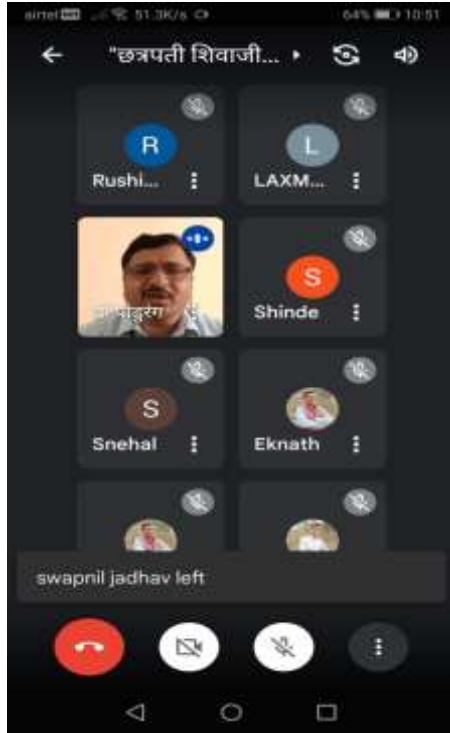 airtel 51.3K/s 64% 10:51
"छत्रपती शिवाजी...
R
Rushi...
L
LAXM...
पांडुरंग
S
Shinde
S
Snehal
Eknath
swapnil jadhav left